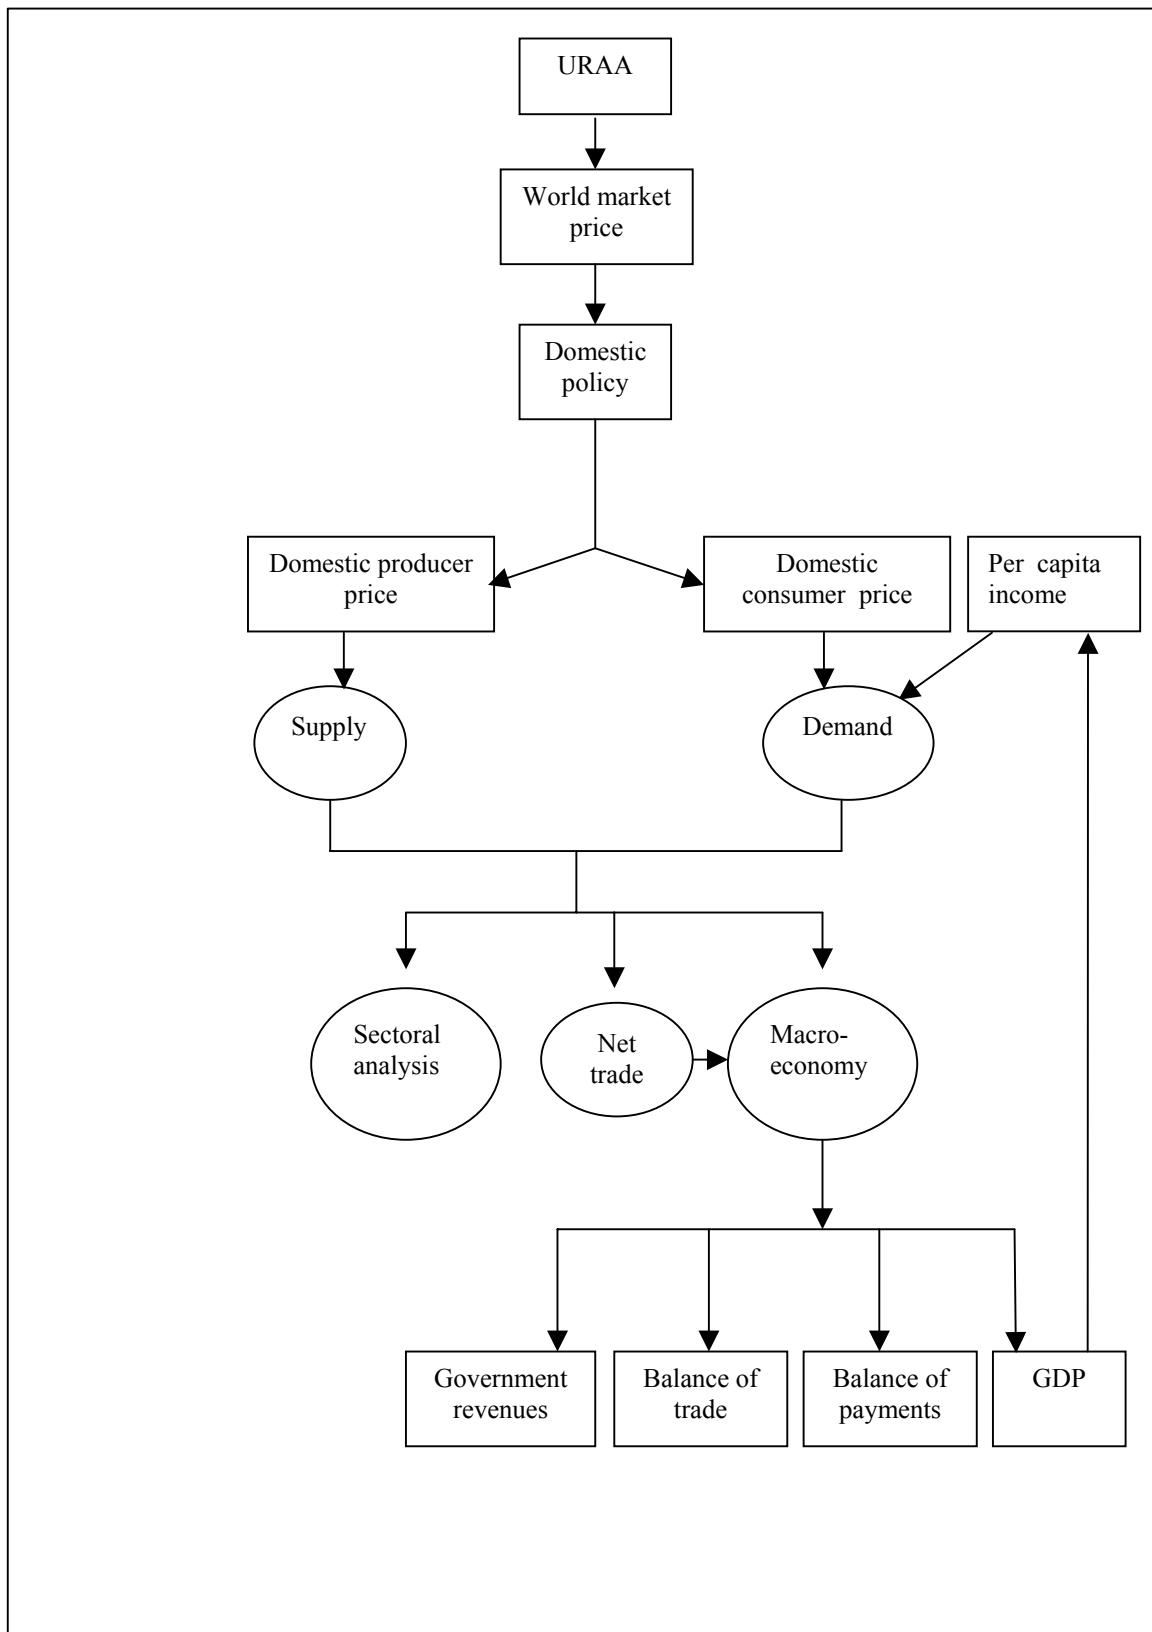 URAA
World market
price
Domestic
policy
Domestic producer
price
Domestic
consumer price
Per capita
income
Supply
Demand
Sectoral
analysis
Net
trade
Macro-
economy
Government
revenues
Balance of
trade
Balance of
payments
GDP